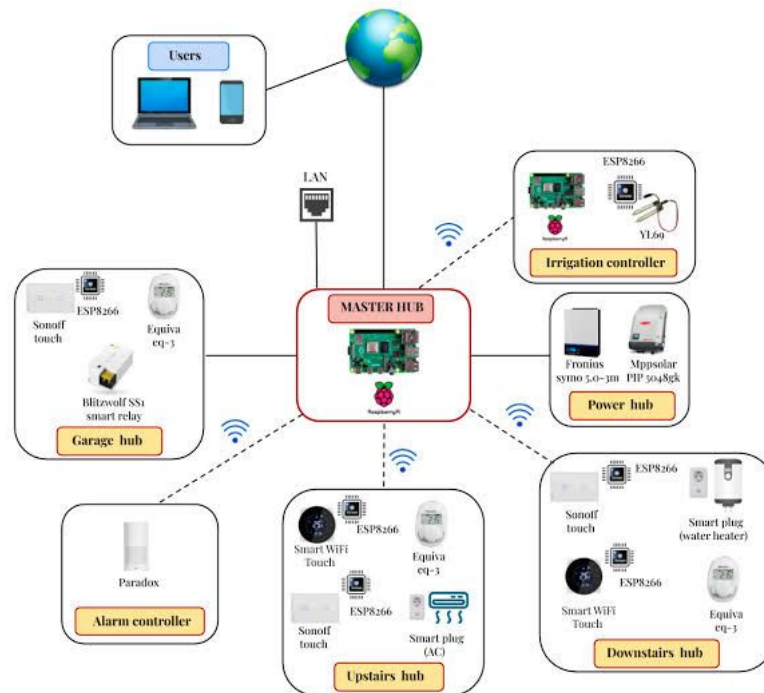 Users
LAN
ESP8266
YL69
Irrigation controller
MASTER HUB
RaspberryPi
Sonoff
touch
ESP8266
Equiva
eq-3
Blitzwolf SS1
smart relay
Garage hub
Fronius
symo 5.0-3m
Mppsolar
PIP 5048gk
Power hub
Paradox
Alarm controller
Smart WiFi
Touch
ESP8266
Equiva
eq-3
Sonoff
touch
ESP8266
Smart plug
(AC)
Upstairs hub
Sonoff
touch
ESP8266
Smart plug
(water heater)
Smart WiFi
Touch
ESP8266
Equiva
eq-3
Downstairs hub